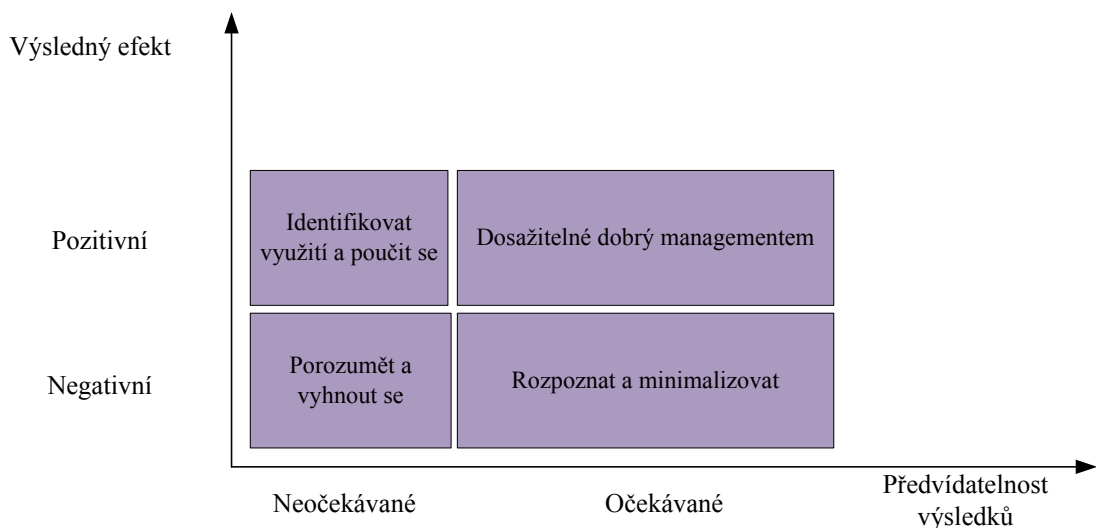 Výsledný efekt
Pozitivní
Identifikovat
využití a poučit se
Dosažitelné dobrý managementem
Negativní
Porozumět a
vyhnout se
Rozpoznat a minimalizovat
Neočekávané
Očekávané
Předvídatelnost
výsledků